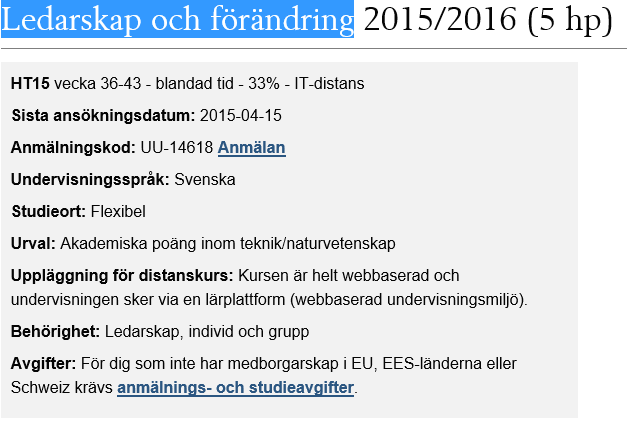 Ledarskap och förändring 2015/2016 (5 hp)
HT15 vecka 36-43 - blandad tid - 33% - IT-distans
Sista ansökningsdatum: 2015-04-15
Anmälningskod: UU-14618 Anmälan
Undervisningsspråk: Svenska
Studieort: Flexibel
Urval: Akademiska poäng inom teknik/naturvetenskap
Uppläggning för distanskurs: Kursen är helt webbaserad och
undervisningen sker via en lärplattform (webbaserad undervisningsmiljö).
Behörighet: Ledarskap, individ och grupp
Avgifter: För dig som inte har medborgarskap i EU, EES-länderna eller
Schweiz krävs anmälnings- och studieavgifter.